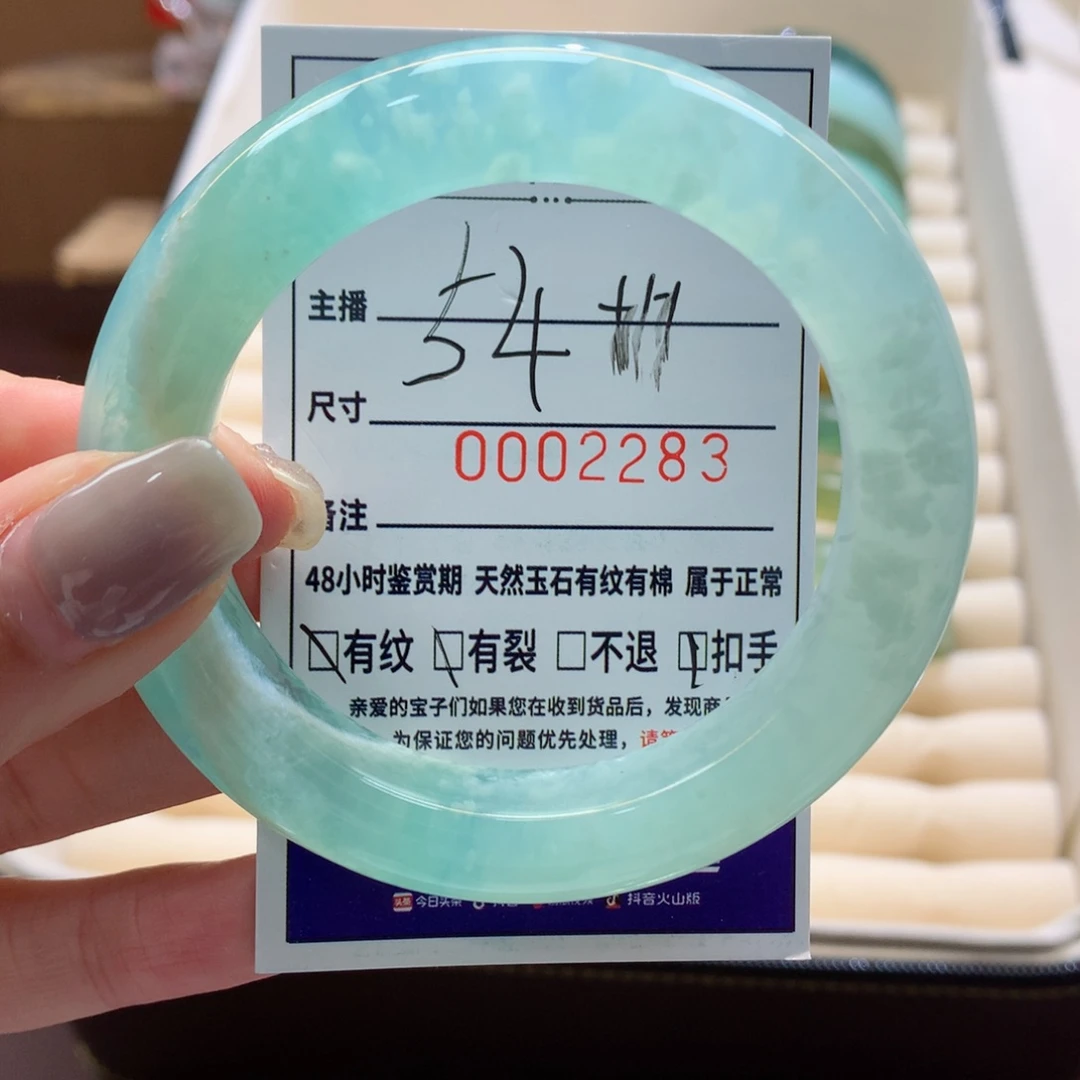 主播 54
尺寸
0002283
备注
48小时鉴赏期 天然玉石有纹有棉 属于正常
有纹 有裂 不退 扣手
亲爱的宝子们如果您在收到货品后，发现商
为保证您的问题优先处理，请
头条 今日头条 抖音火山版